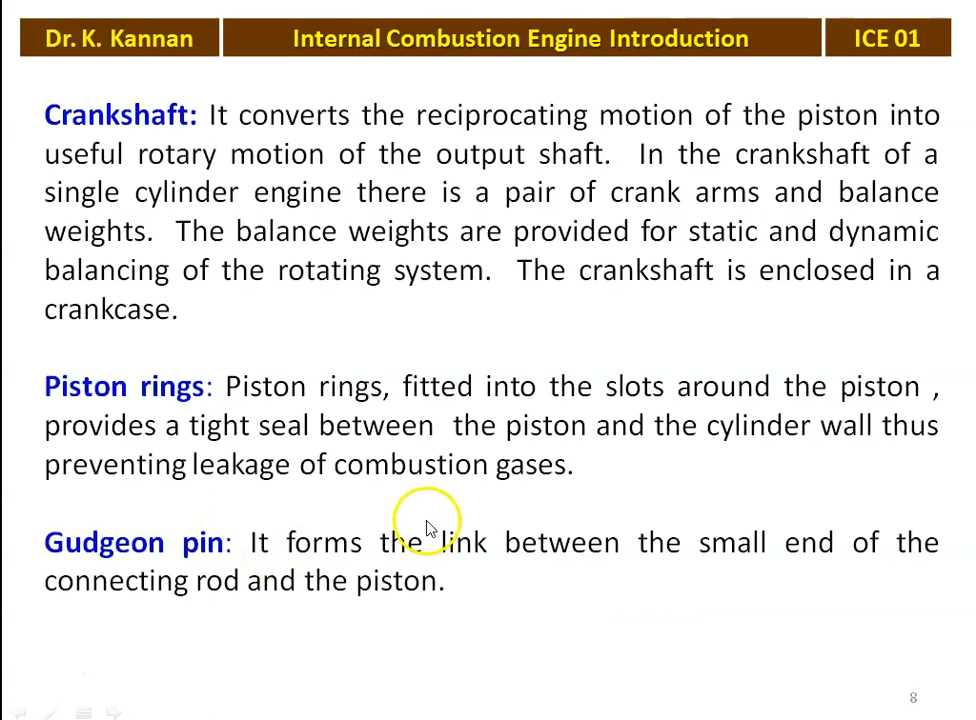 Dr. K. Kannan
Internal Combustion Engine Introduction
ICE 01
Crankshaft: It converts the reciprocating motion of the piston into
useful rotary motion of the output shaft. In the crankshaft of a
single cylinder engine there is a pair of crank arms and balance
weights. The balance weights are provided for static and dynamic
balancing of the rotating system. The crankshaft is enclosed in a
crankcase.
Piston rings: Piston rings, fitted into the slots around the piston ,
provides a tight seal between the piston and the cylinder wall thus
preventing leakage of combustion gases.
Gudgeon pin: It forms the link between the small end of the
connecting rod and the piston.
8